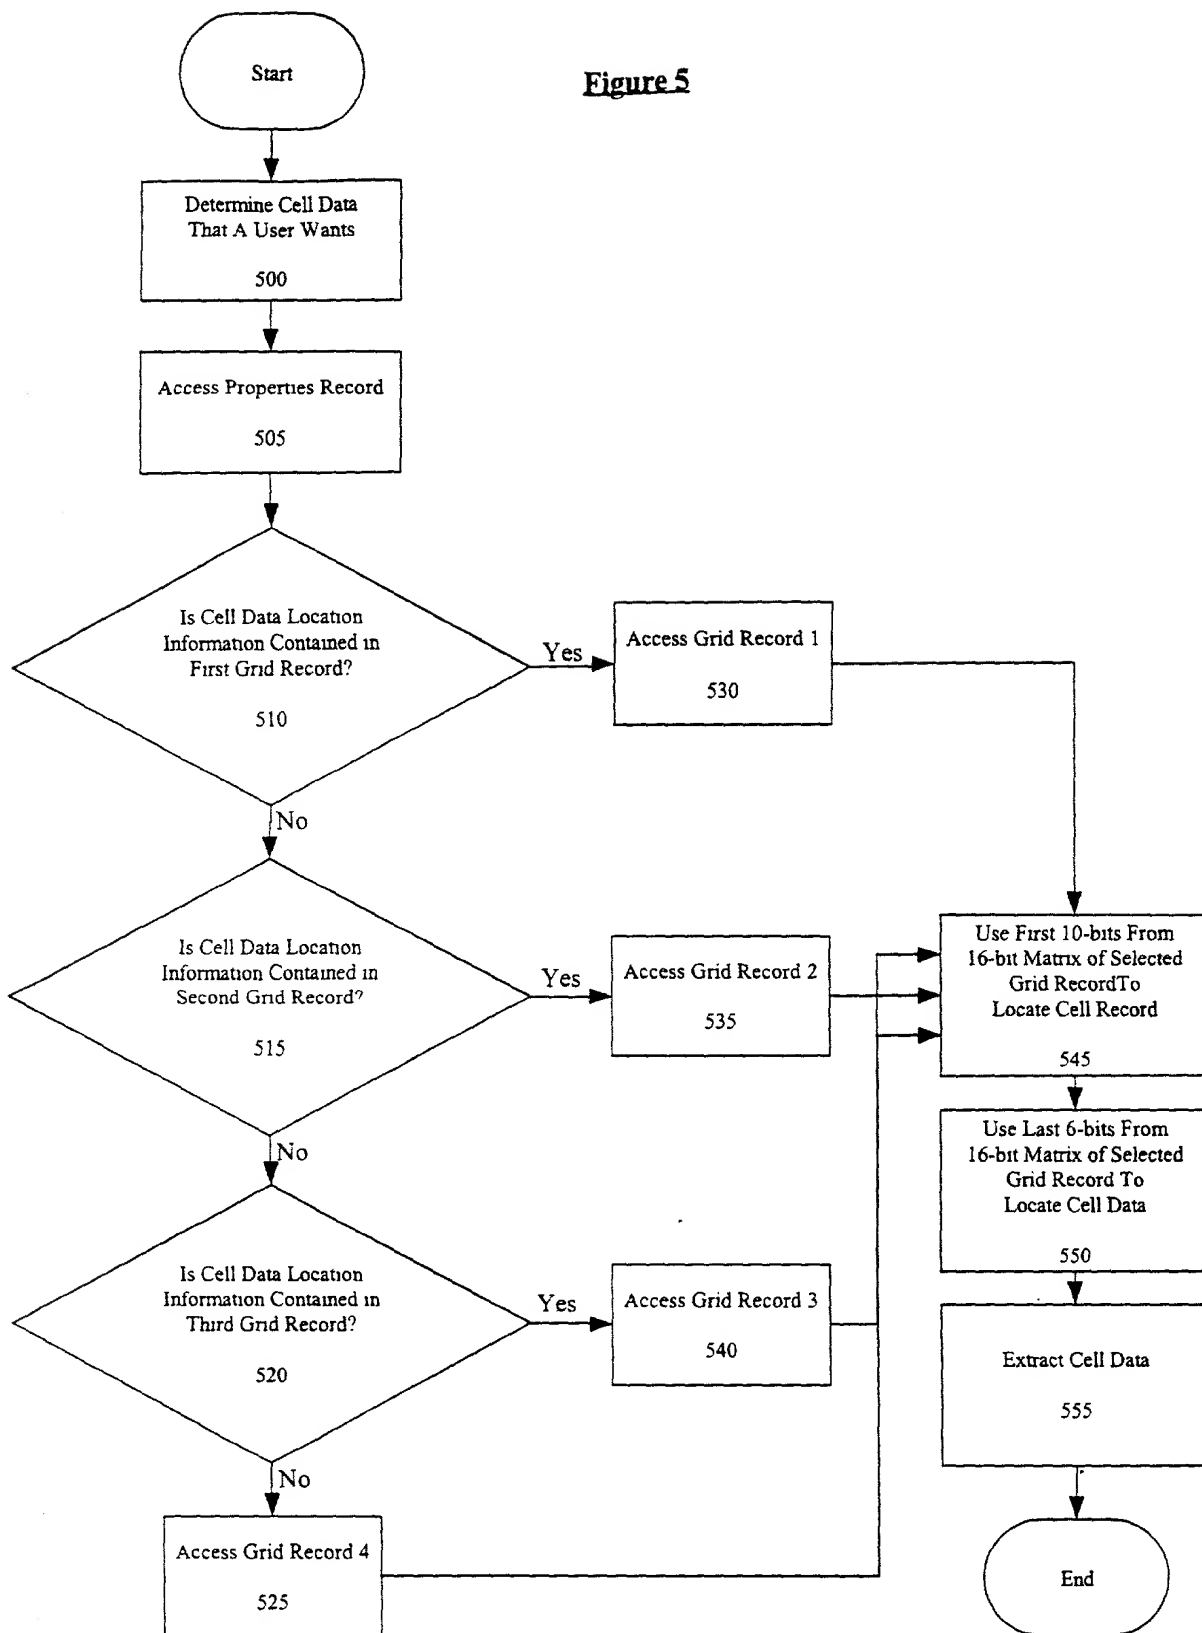 Start
Figure 5
Determine Cell Data
That A User Wants
500
Access Properties Record
505
Is Cell Data Location
Information Contained in
First Grid Record?
510
Yes
Access Grid Record 1
530
No
Is Cell Data Location
Information Contained in
Second Grid Record?
515
Yes
Access Grid Record 2
535
Use First 10-bits From
16-bit Matrix of Selected
Grid RecordTo
Locate Cell Record
545
No
Use Last 6-bits From
16-bit Matrix of Selected
Grid Record To
Locate Cell Data
550
Is Cell Data Location
Information Contained in
Third Grid Record?
520
Yes
Access Grid Record 3
540
Extract Cell Data
555
No
Access Grid Record 4
525
End